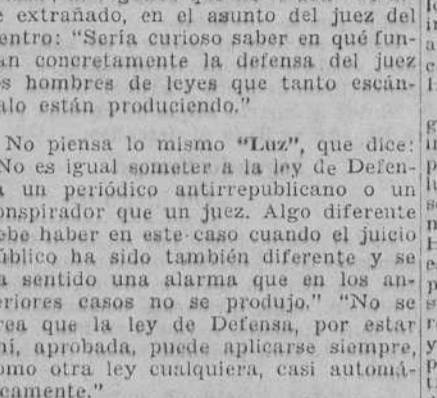 e extrañado, en el asunto del juez del
entro: "Sería curioso saber en qué fun-
an concretamente la defensa del juez
os hombres de leyes que tanto escán-
alo están produciendo."
No piensa lo mismo "Luz", que dice:
No es igual someter a la ley de Defen-
a un periódico antirrepublicano o un
onspirador que un juez. Algo diferente
ebe haber en este caso cuando el juicio
úblico ha sido también diferente y se
a sentido una alarma que en los an-
eriores casos no se produjo." "No se
rea que la ley de Defensa, por estar
hí, aprobada, puede aplicarse siempre,
omo otra ley cualquiera, casi automá-
icamente."